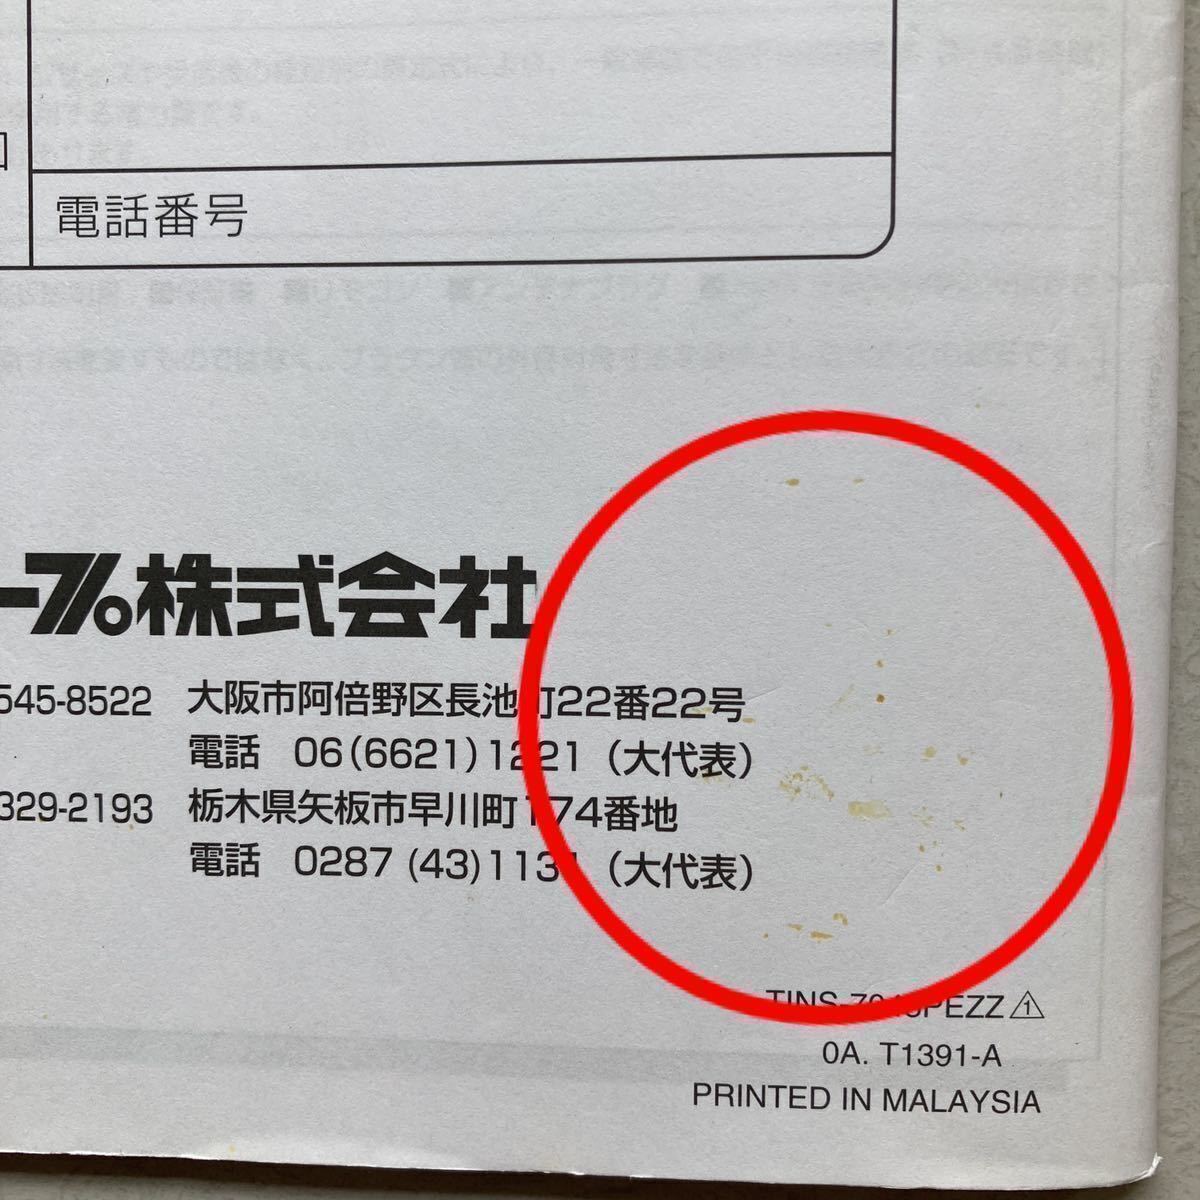 電話番号
ープ株式会社
545-8522 大阪市阿倍野区長池町22番22号
電話 06(6621)1221(大代表)
329-2193 栃木県矢板市早川町174番地
電話 0287(43)1131(大代表)
PEZZ
0A. T1391-A
PRINTED IN MALAYSIA